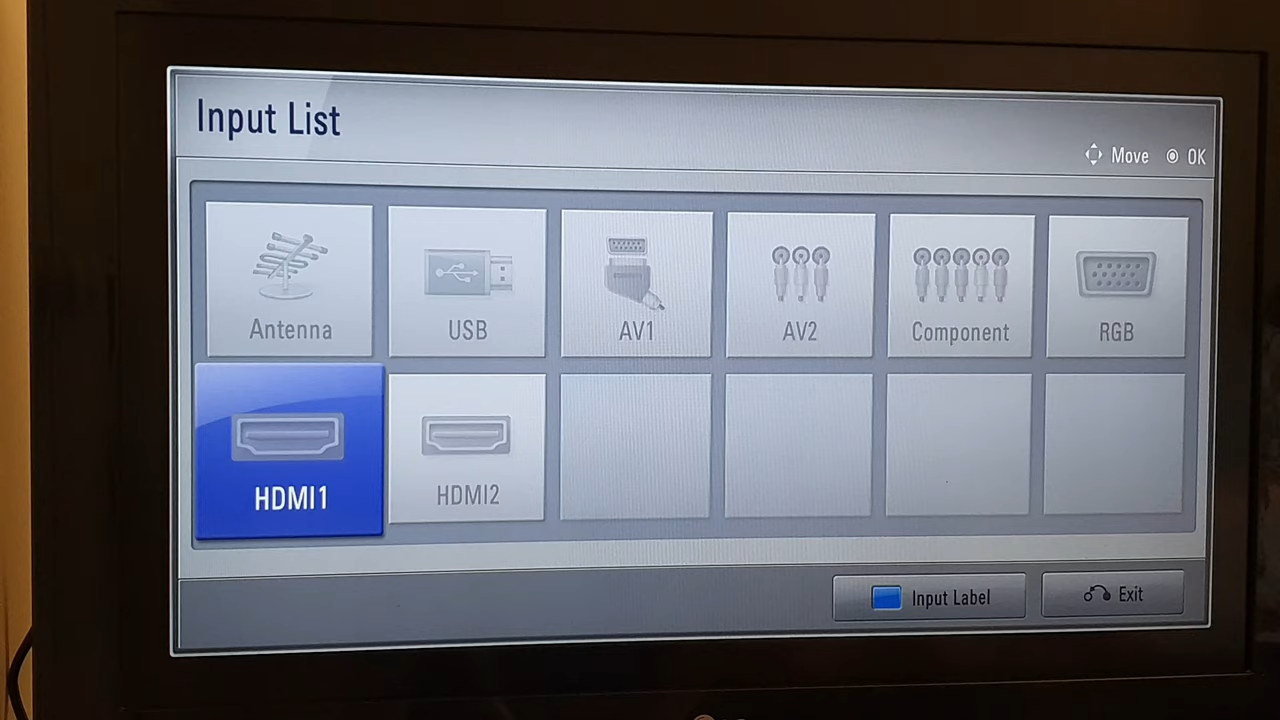 Input List
Move OK
Antenna USB AV1 AV2 Component RGB
HDMI1 HDMI2
Input Label Exit